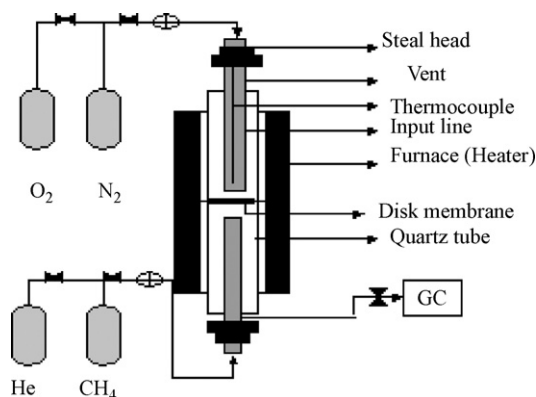 Steal head
Vent
Thermocouple
Input line
Furnace (Heater)
O₂ N₂
Disk membrane
Quartz tube
GC
He CH₄